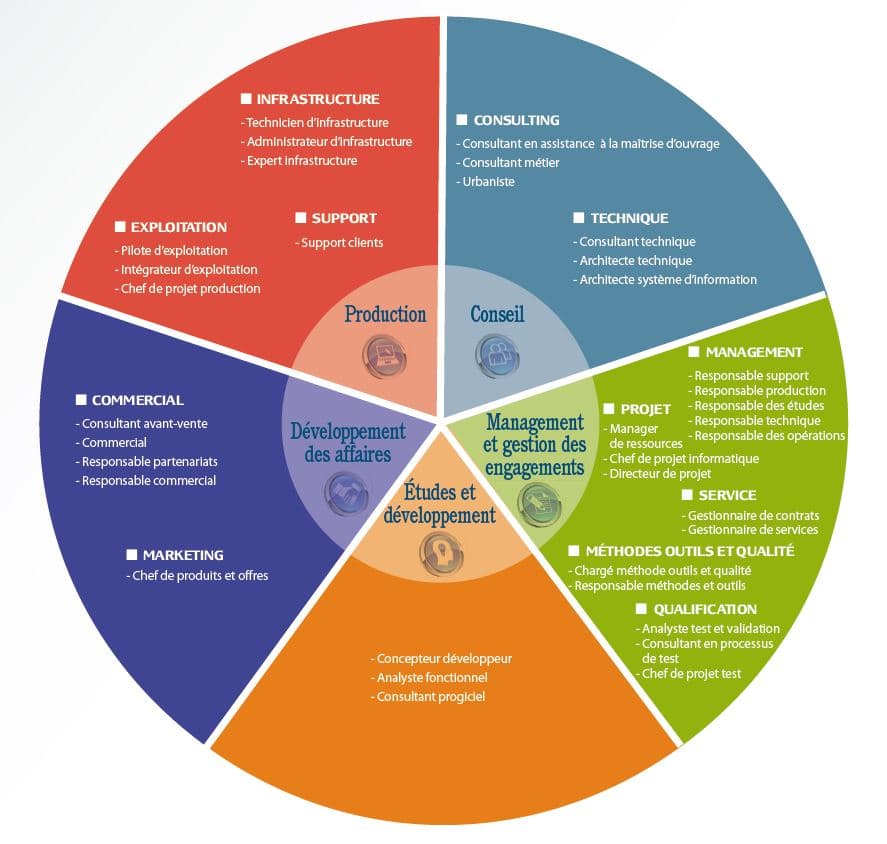 ■ INFRASTRUCTURE
- Technicien d'infrastructure
- Administrateur d'infrastructure
- Expert infrastructure
■ SUPPORT
- Support clients
■ EXPLOITATION
- Pilote d'exploitation
- Intégrateur d'exploitation
- Chef de projet production
Production
■ CONSULTING
- Consultant en assistance à la maîtrise d'ouvrage
- Consultant métier
- Urbaniste
■ TECHNIQUE
- Consultant technique
- Architecte technique
- Architecte système d'information
Conseil
■ MANAGEMENT
- Responsable support
- Responsable production
- Responsable des études
- Responsable technique
- Responsable des opérations
■ PROJET
- Manager
de ressources
- Chef de projet informatique
- Directeur de projet
■ SERVICE
- Gestionnaire de contrats
- Gestionnaire de services
■ MÉTHODES OUTILS ET QUALITÉ
- Chargé méthode outils et qualité
- Responsable méthodes et outils
■ QUALIFICATION
- Analyste test et validation
- Consultant en processus
de test
- Chef de projet test
Management
et gestion des
engagements
Études et
développement
- Concepteur développeur
- Analyste fonctionnel
- Consultant progiciel
Développement
des affaires
■ COMMERCIAL
- Consultant avant-vente
- Commercial
- Responsable partenariats
- Responsable commercial
■ MARKETING
- Chef de produits et offres